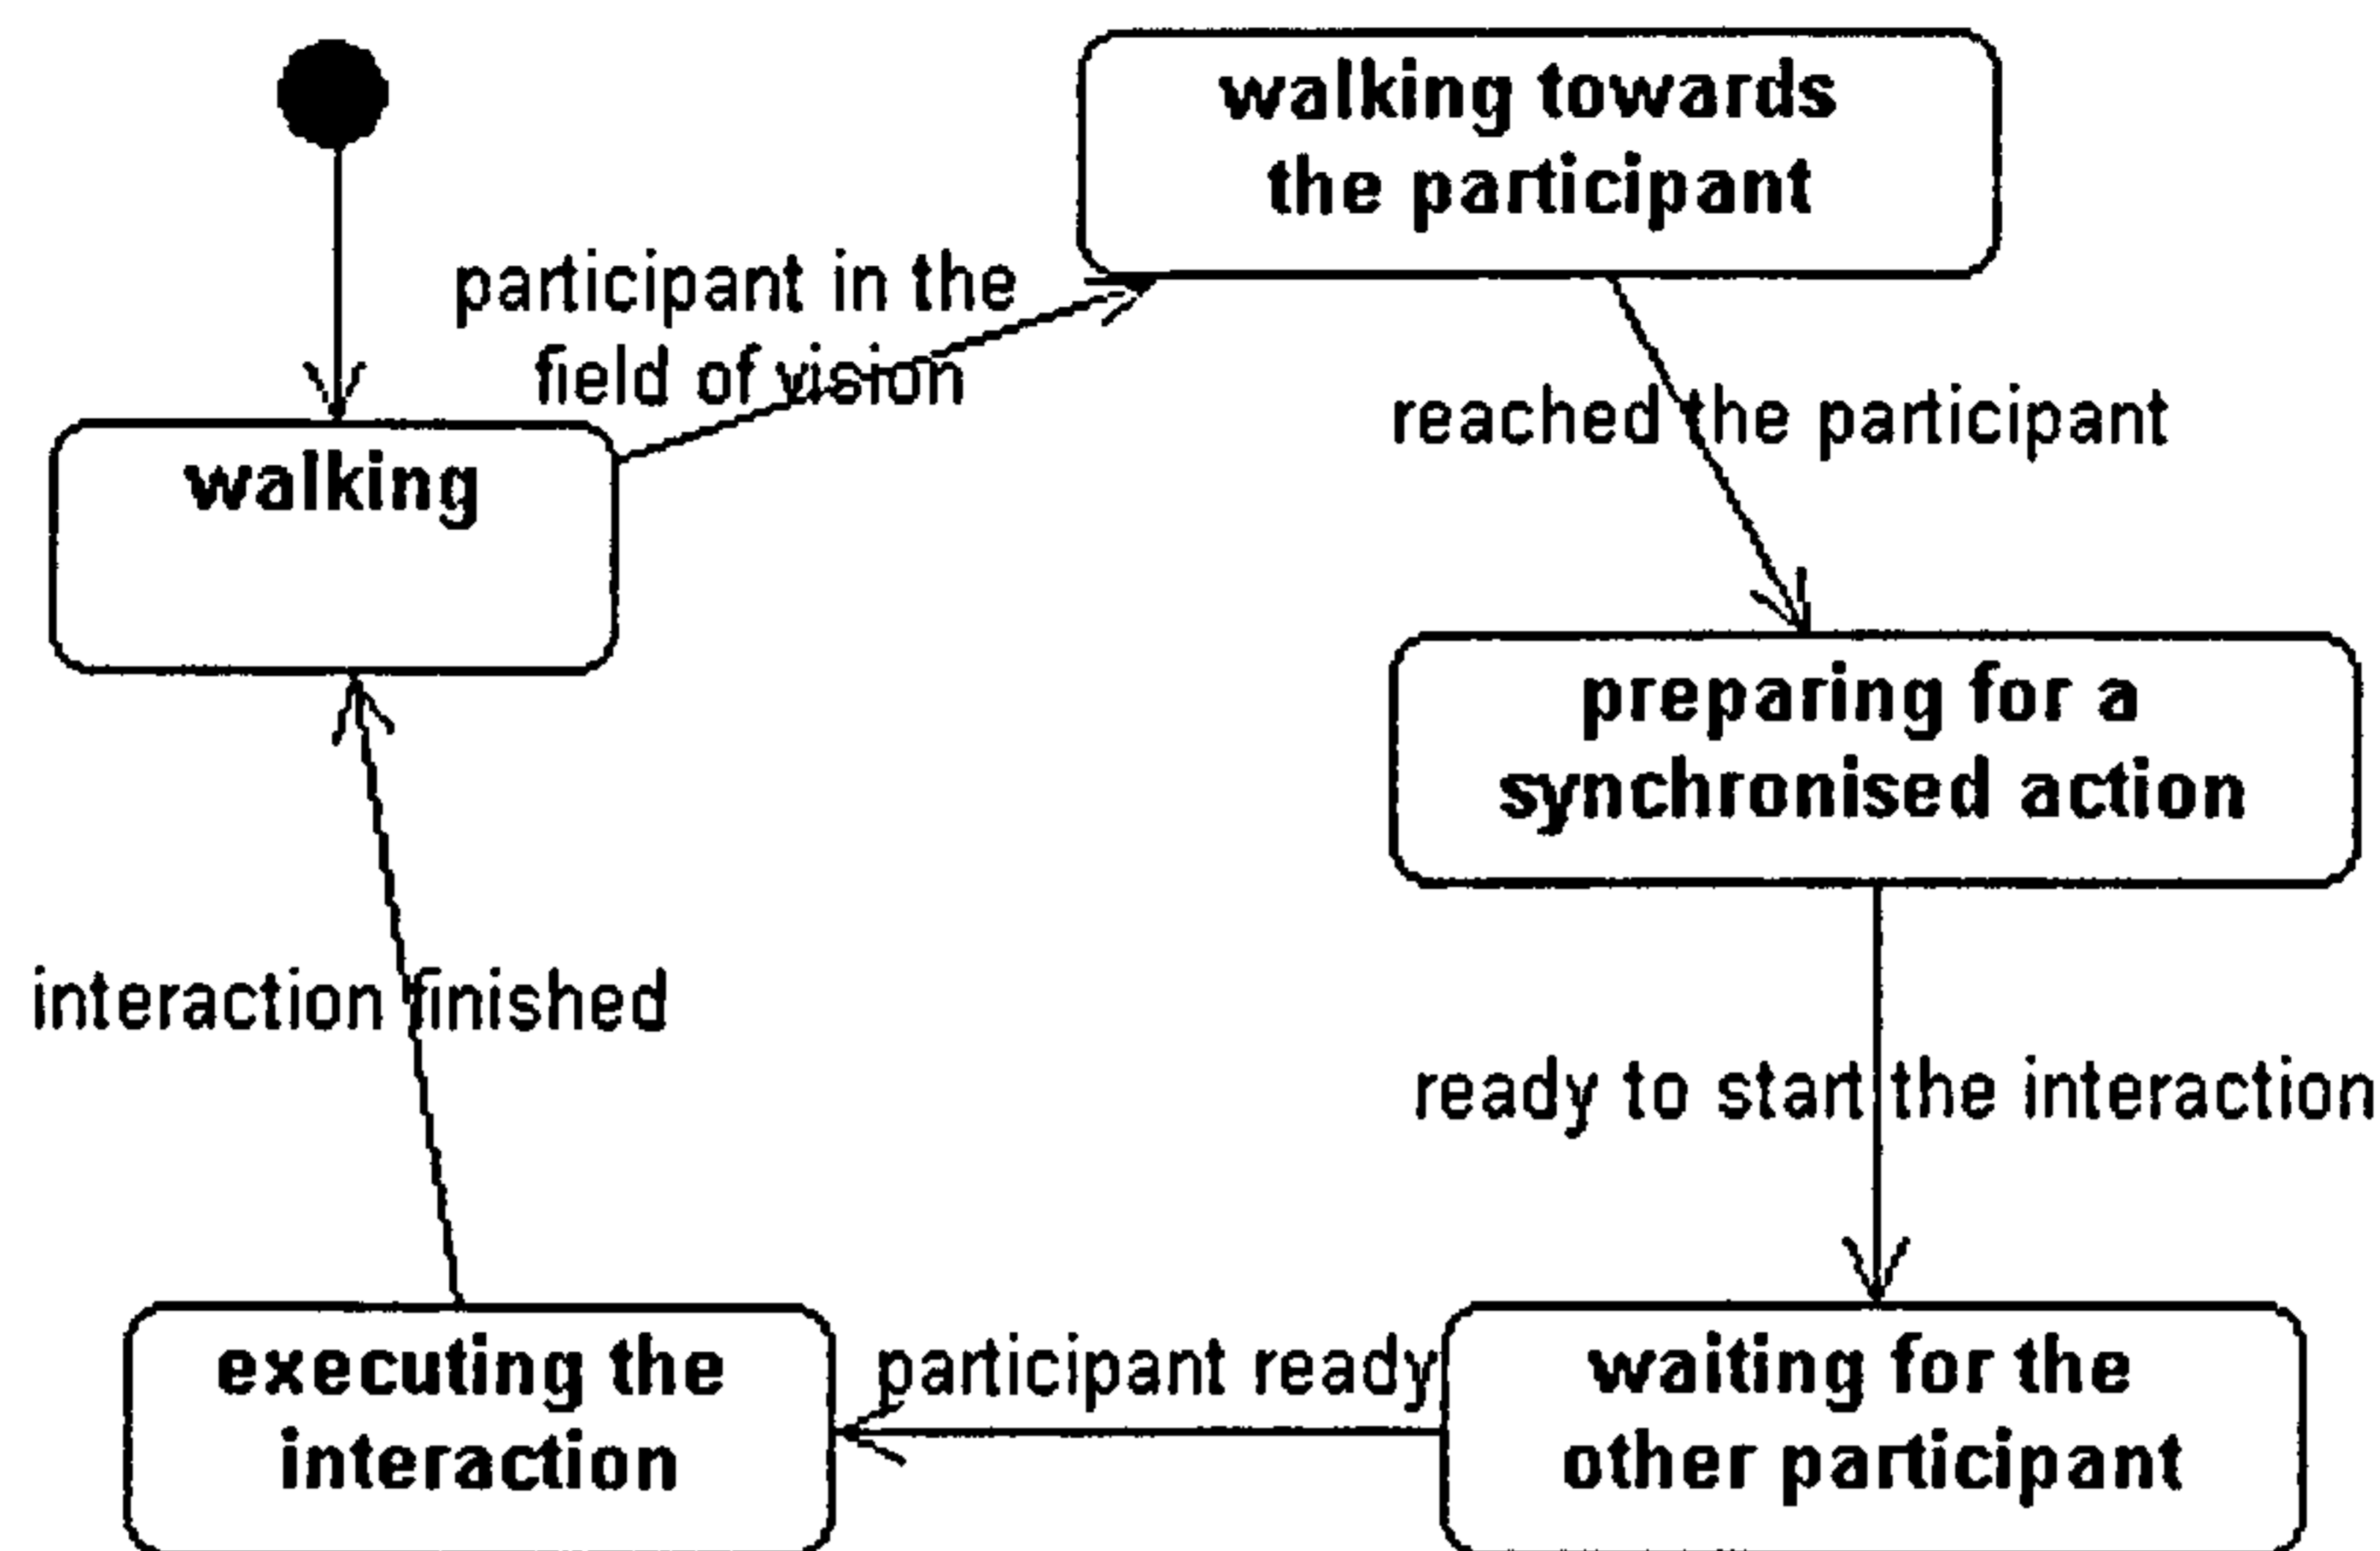 walking towards
the participant
participant in the
field of vision
reached the participant
walking
preparing for a
synchronised action
interaction finished
ready to start the interaction
executing the
interaction
participant ready
waiting for the
other participant